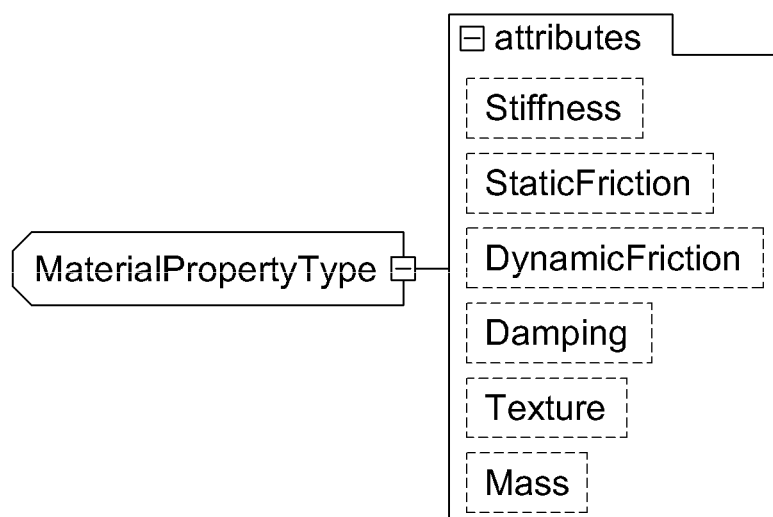 attributes
Stiffness
StaticFriction
DynamicFriction
MaterialPropertyType
Damping
Texture
Mass